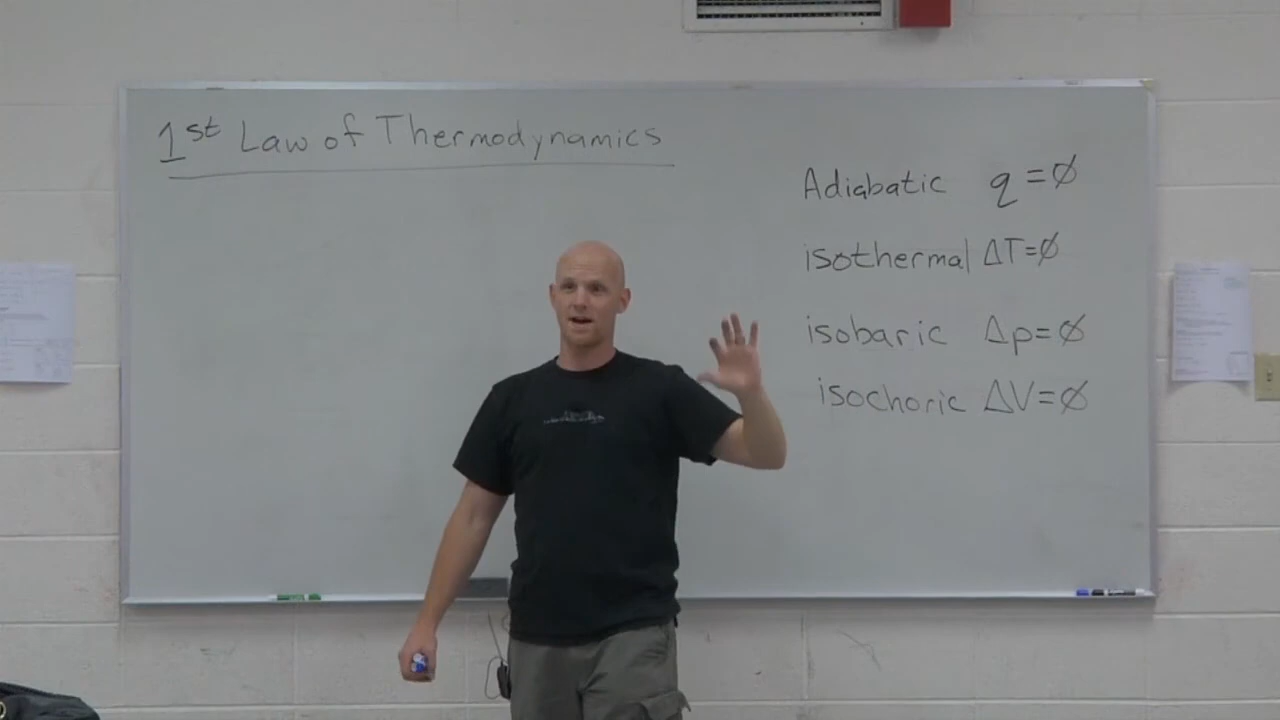 1st Law of Thermodynamics
Adiabatic q=∅
isothermal ΔT=∅
isobaric Δp=∅
isochoric ΔV=∅